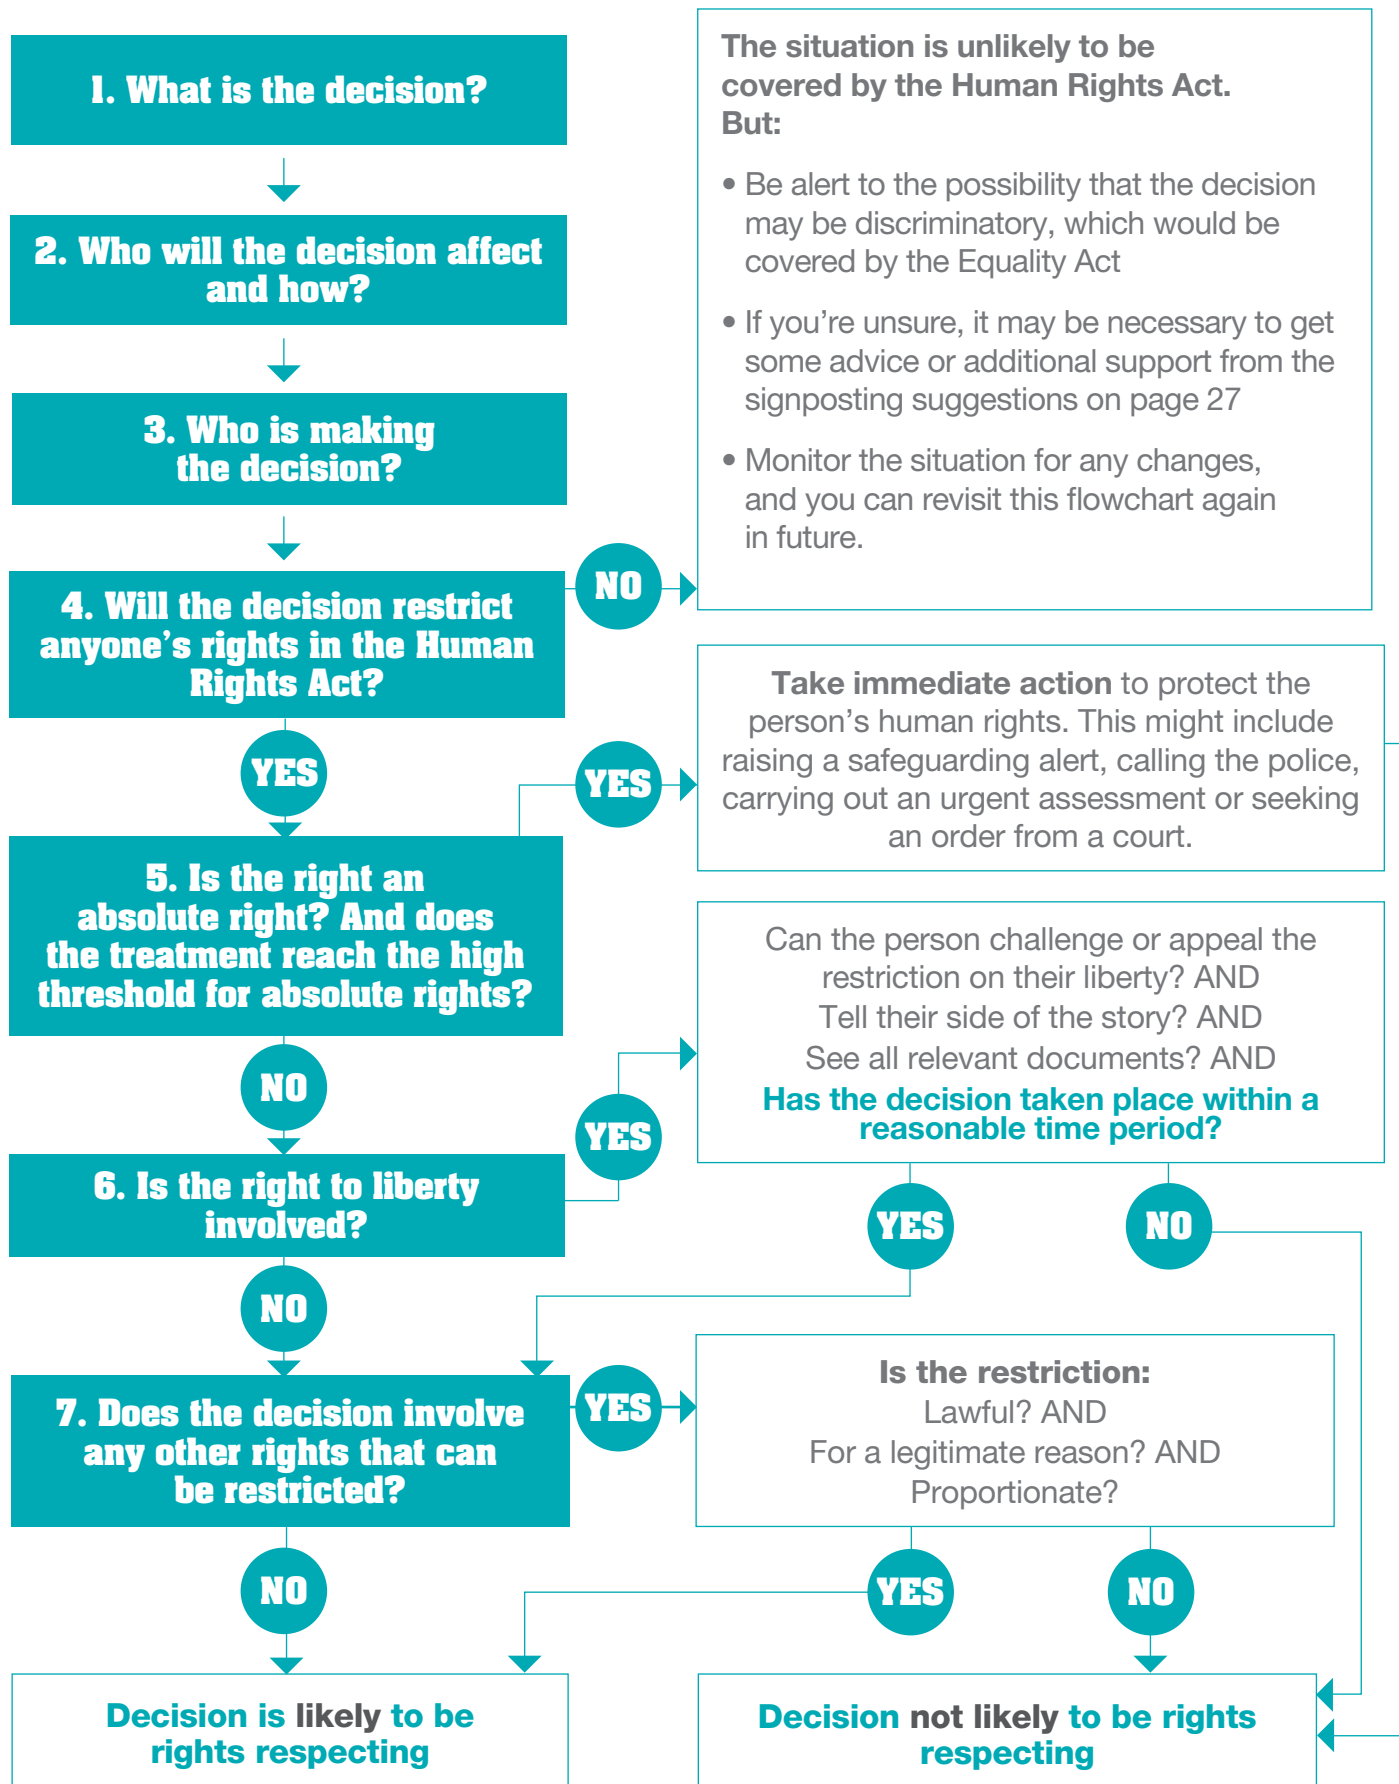 1. What is the decision?
2. Who will the decision affect
and how?
3. Who is making
the decision?
4. Will the decision restrict
anyone's rights in the Human
Rights Act?
NO
The situation is unlikely to be
covered by the Human Rights Act.
But:
• Be alert to the possibility that the decision
may be discriminatory, which would be
covered by the Equality Act
• If you're unsure, it may be necessary to get
some advice or additional support from the
signposting suggestions on page 27
• Monitor the situation for any changes,
and you can revisit this flowchart again
in future.
YES
5. Is the right an
absolute right? And does
the treatment reach the high
threshold for absolute rights?
YES
Take immediate action to protect the
person's human rights. This might include
raising a safeguarding alert, calling the police,
carrying out an urgent assessment or seeking
an order from a court.
NO
6. Is the right to liberty
involved?
YES
Can the person challenge or appeal the
restriction on their liberty? AND
Tell their side of the story? AND
See all relevant documents? AND
Has the decision taken place within a
reasonable time period?
YES
NO
NO
7. Does the decision involve
any other rights that can
be restricted?
YES
Is the restriction:
Lawful? AND
For a legitimate reason? AND
Proportionate?
NO
YES
NO
Decision is likely to be
rights respecting
Decision not likely to be rights
respecting